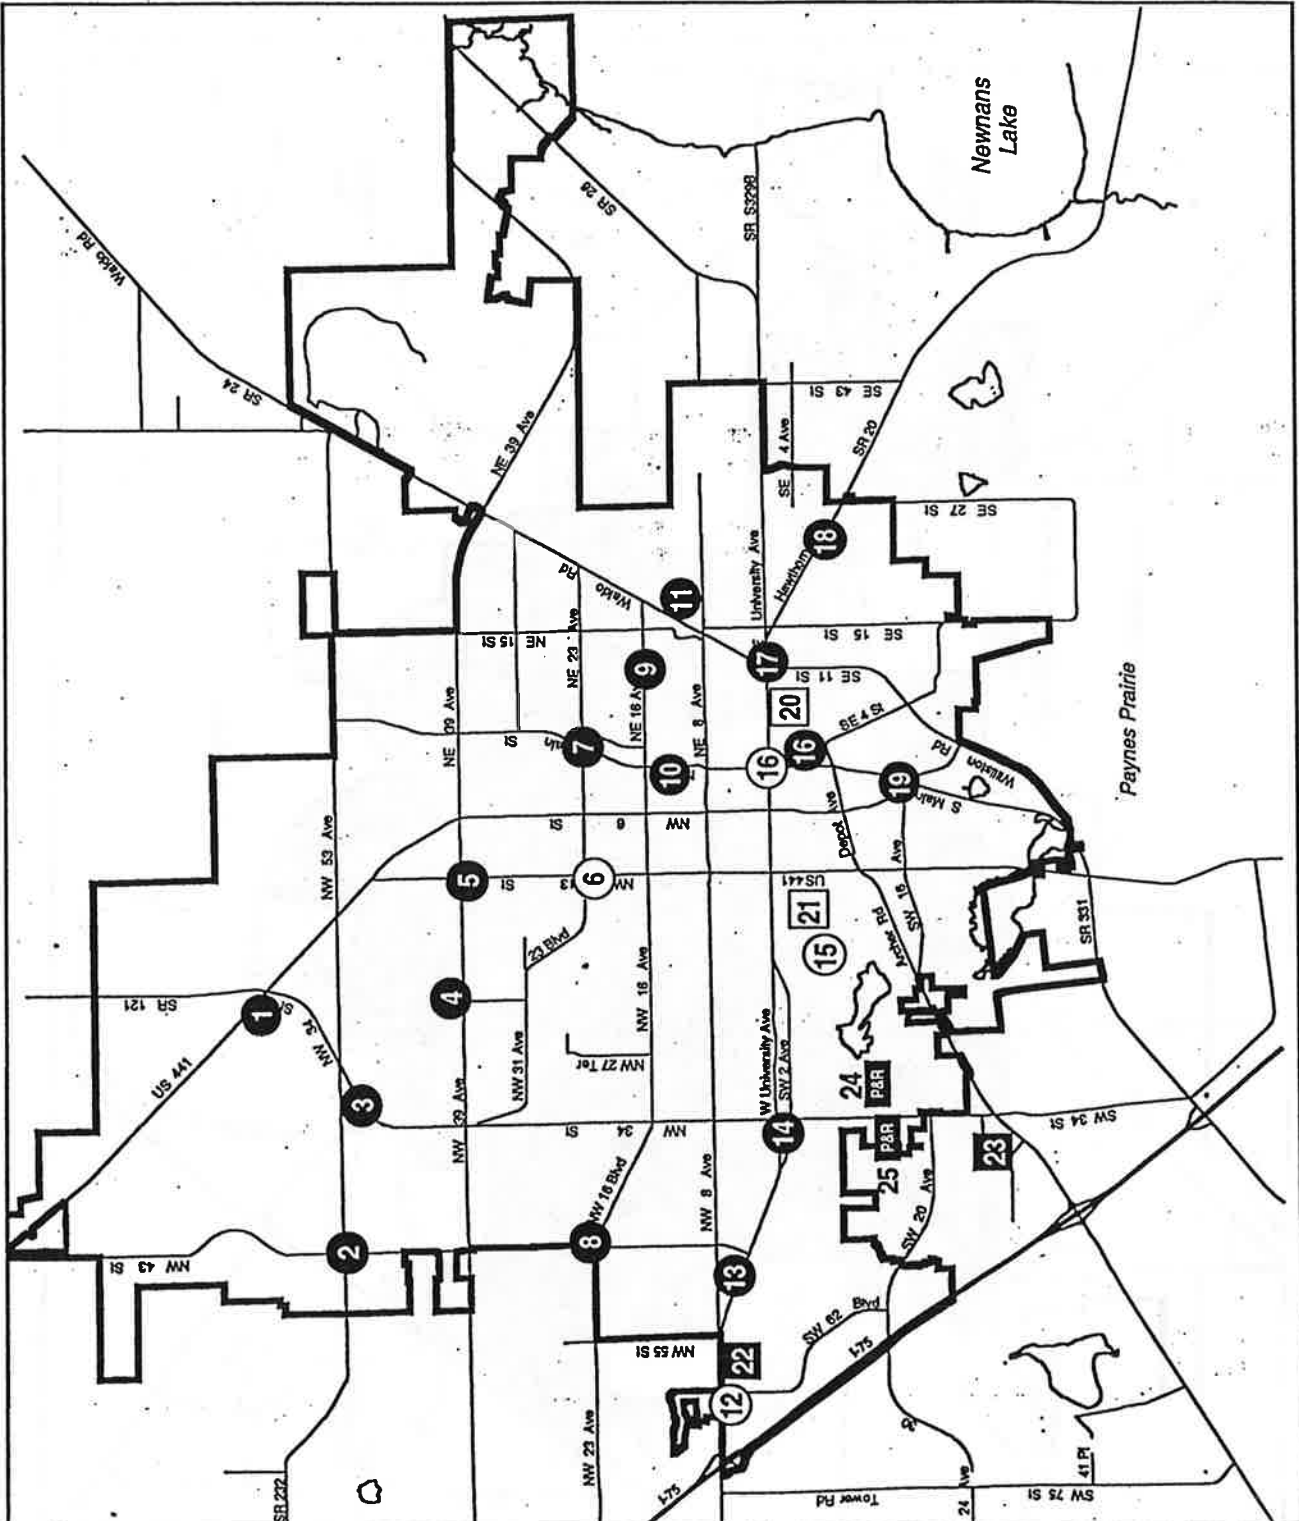 Newnans
Lake
Waldo Rd
SR 26
SR S329B
SR 24
SE 43 St
NE 39 Ave
SE 4 Ave
SR 20
SE 27 St
18
Hawthorn
University Ave
Waldo Rd
11
NE 15 St
NE 23 Ave
SE 15 St
9
17
SE 11 St
NE 39 Ave
NE 16 Av
NE 8 Ave
20
SE 4 St
Paynes Prairie
St
7
10
16
16
Williston Rd
19
S Main
NW 53 Ave
NW 6 St
Depot Ave
5
NW 13 St
6
US 441
SW 16 Ave
21
15
Archer Rd
23 Blvd
SR 331
SR 121
1
4
NW 16 Ave
NW 34 St
US 441
NW 31 Ave
NW 27 Ter
W University Ave
SW 2 Ave
24
P&R
3
NW 39 Ave
NW 34 St
14
P&R
25
SW 34 St
23
NW 16 Blvd
NW 8 Ave
SW 20 Ave
2
8
NW 43 St
13
SW 62 Blvd
I-75
NW 55 St
22
12
NW 23 Ave
SR 232
I-75
Tower Rd
24 Ave
41 Pl
SW 75 St